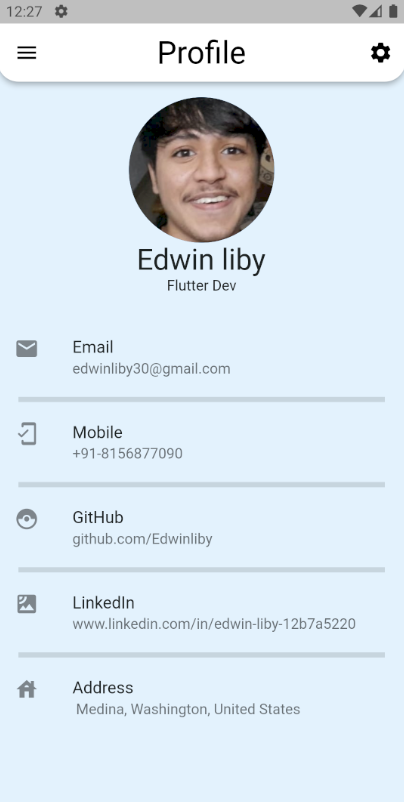 12:27
Profile
Edwin liby
Flutter Dev
Email
edwinliby30@gmail.com
Mobile
+91-8156877090
GitHub
github.com/Edwinliby
LinkedIn
www.linkedin.com/in/edwin-liby-12b7a5220
Address
Medina, Washington, United States